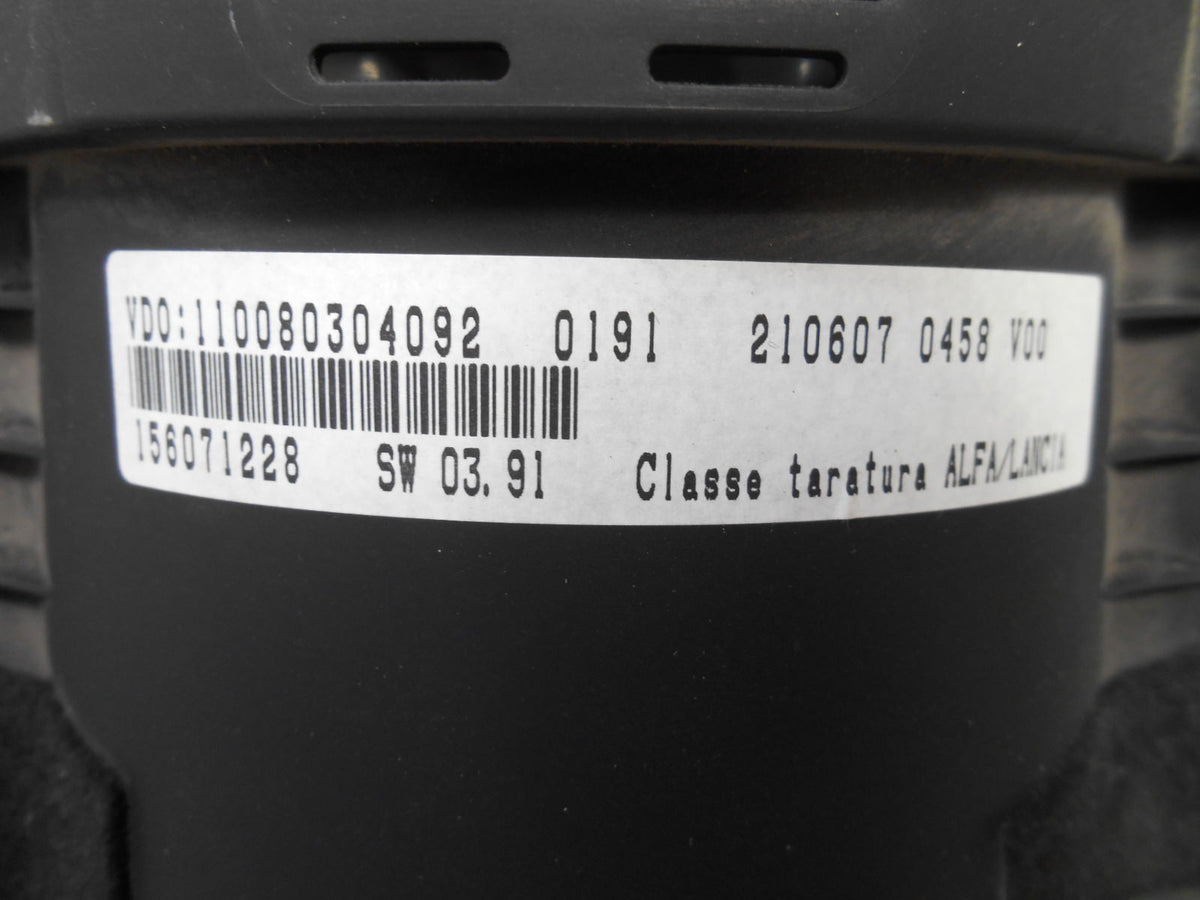 VDO:110080304092 0191 210607 0458 V00
156071228 SW 03.91 Classe taratura ALFA/LANCIA